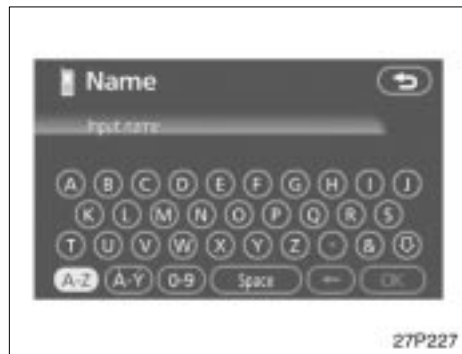 Name
Input name
A B C D E F G H I J
K L M N O P Q R S
T U V W X Y Z - &
A-Z À-Ý 0-9 Space ← OK
27P227